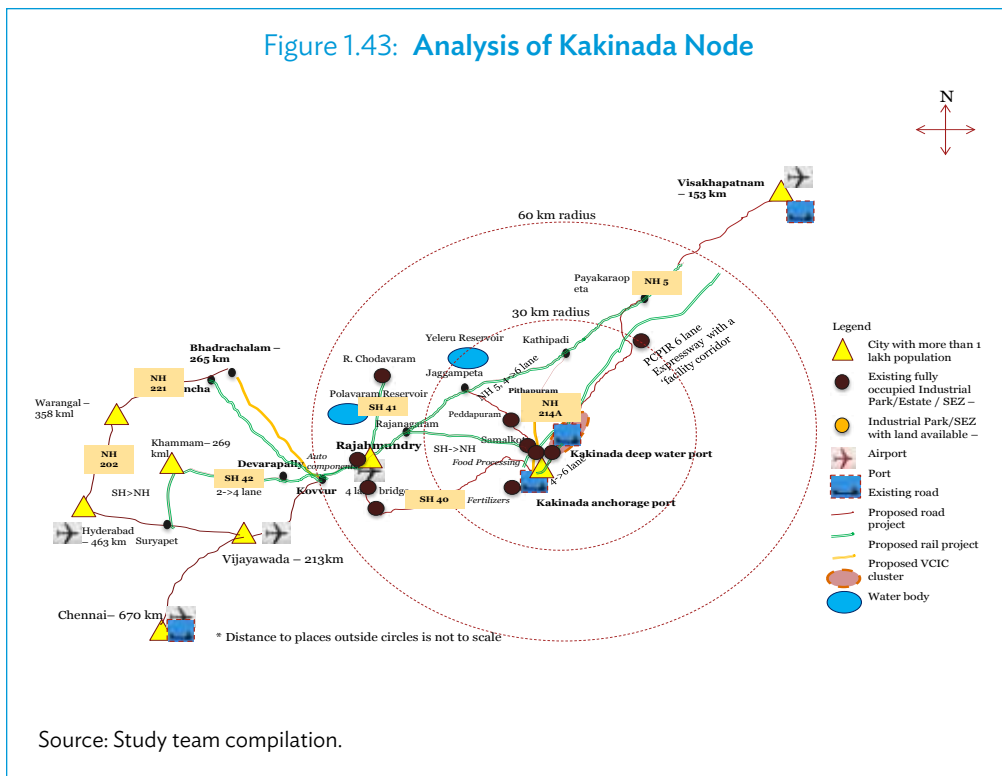 Figure 1.43: Analysis of Kakinada Node
N
Visakhapatnam
– 153 km
60 km radius
Payakaraop
eta
NH 5
30 km radius
Yeleru Reservoir
Kathipadi
PCPIR 6 lane
Expressway with a
facility corridor
Bhadrachalam –
265 km
R. Chodavaram
Jaggampeta
NH 5, 4->6 lane
Pithapuram
NH
221
ncha
Polavaram Reservoir
SH 41
Peddapuram
NH
214A
Warangal –
358 kml
Rajanagaram
Samalkot
Khammam– 269
kml
Rajahmundry
SH->NH
Kakinada deep water port
NH
202
Devarapally
Auto
components
Food Processing
4->6 lane
SH 42
2->4 lane
Kovvur
4 lane bridge
SH 40
Fertilizers
Kakinada anchorage port
SH>NH
Hyderabad
– 463 km
Suryapet
Vijayawada – 213km
Chennai– 670 km
* Distance to places outside circles is not to scale
Legend
City with more than 1
lakh population
Existing fully
occupied Industrial
Park/Estate / SEZ –
Industrial Park/SEZ
with land available –
Airport
Port
Existing road
Proposed road
project
Proposed rail project
Proposed VCIC
cluster
Water body
Source: Study team compilation.